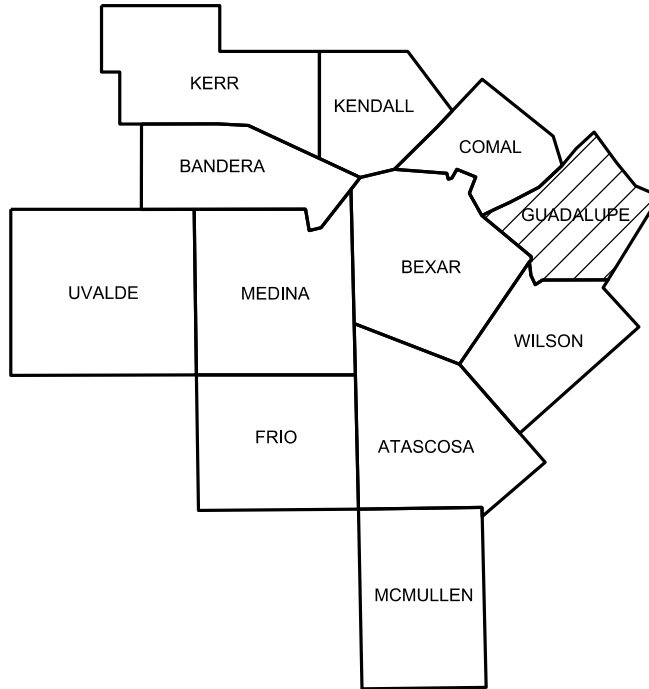 KERR
KENDALL
COMAL
BANDERA
GUADALUPE
BEXAR
UVALDE
MEDINA
WILSON
FRIO
ATASCOSA
MCMULLEN